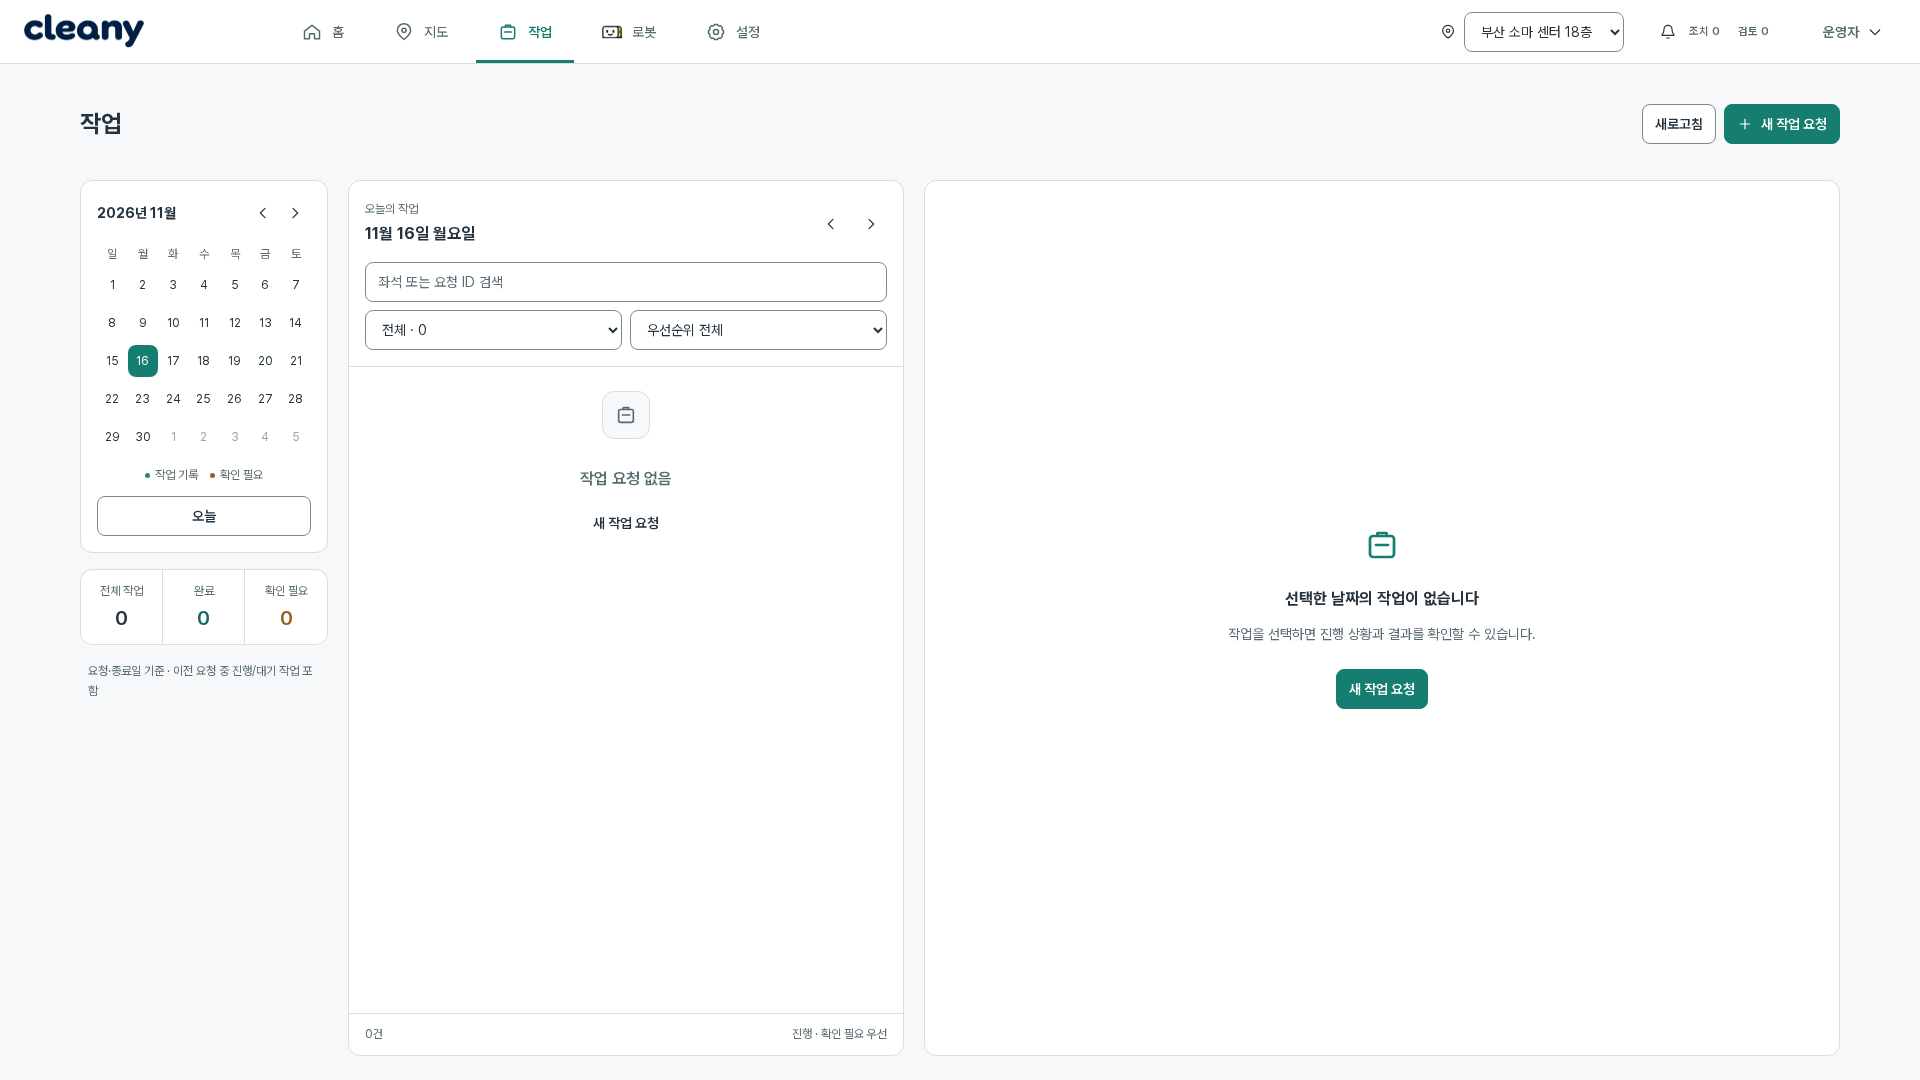 cleany
홈
지도
작업
로봇
설정
부산 소마 센터 18층
조치 0
검토 0
운영자
작업
새로고침
새 작업 요청
2026년 11월
일 월 화 수 목 금 토
1 2 3 4 5 6 7
8 9 10 11 12 13 14
15 16 17 18 19 20 21
22 23 24 25 26 27 28
29 30 1 2 3 4 5
작업 기록
확인 필요
오늘
전체 작업 완료 확인 필요
0 0 0
요청·종료일 기준 · 이전 요청 중 진행/대기 작업 포
함
오늘의 작업
11월 16일 월요일
좌석 또는 요청 ID 검색
전체 · 0
우선순위 전체
작업 요청 없음
새 작업 요청
0건
진행 · 확인 필요 우선
선택한 날짜의 작업이 없습니다
작업을 선택하면 진행 상황과 결과를 확인할 수 있습니다.
새 작업 요청